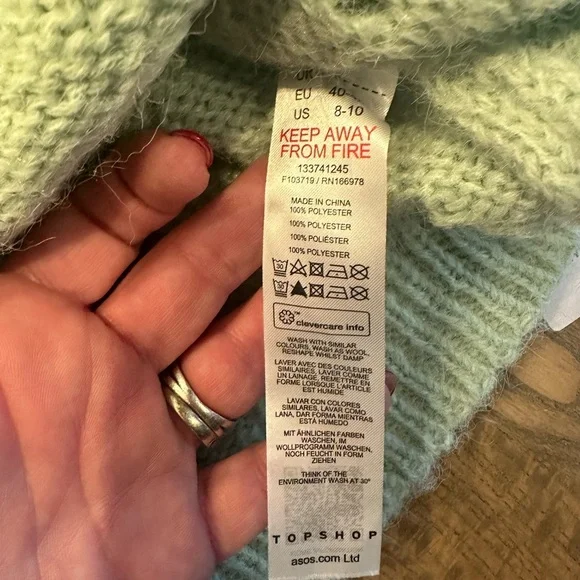 UK
EU 40
US 8-10
KEEP AWAY
FROM FIRE
133741245
F103719 / RN166978
MADE IN CHINA
100% POLYESTER
100% POLYESTER
100% POLIÉSTER
100% POLYESTER
30
30
™
clevercare info
WASH WITH SIMILAR
COLOURS, WASH AS WOOL,
RESHAPE WHILST DAMP
LAVER AVEC DES COULEURS
SIMILAIRES, LAVER COMME
UN LAINAGE, REMETTRE EN
FORME LORSQUE L'ARTICLE
EST HUMIDE
LAVAR CON COLORES
SIMILARES, LAVAR COMO
LANA, DAR FORMA MIENTRAS
ESTÁ HÚMEDO
MIT ÄHNLICHEN FARBEN
WASCHEN, IM
WOLLPROGRAMM WASCHEN,
NOCH FEUCHT IN FORM
ZIEHEN
THINK OF THE
ENVIRONMENT WASH AT 30°
TOPSHOP
asos.com Ltd